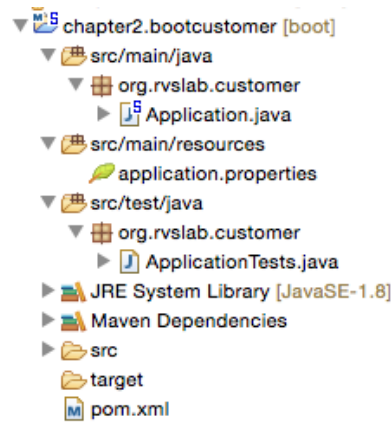 chapter2.bootcustomer [boot]
src/main/java
org.rvslab.customer
Application.java
src/main/resources
application.properties
src/test/java
org.rvslab.customer
ApplicationTests.java
JRE System Library [JavaSE-1.8]
Maven Dependencies
src
target
pom.xml